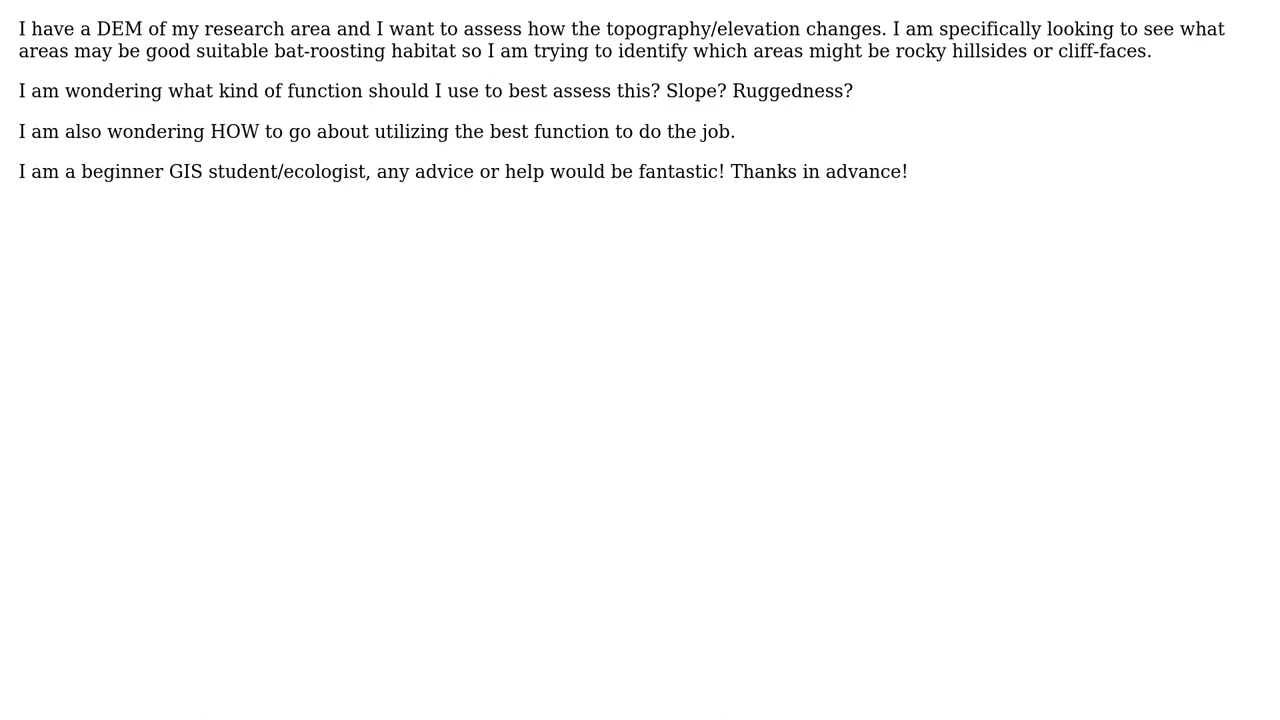 I have a DEM of my research area and I want to assess how the topography/elevation changes. I am specifically looking to see what
areas may be good suitable bat-roosting habitat so I am trying to identify which areas might be rocky hillsides or cliff-faces.
I am wondering what kind of function should I use to best assess this? Slope? Ruggedness?
I am also wondering HOW to go about utilizing the best function to do the job.
I am a beginner GIS student/ecologist, any advice or help would be fantastic! Thanks in advance!